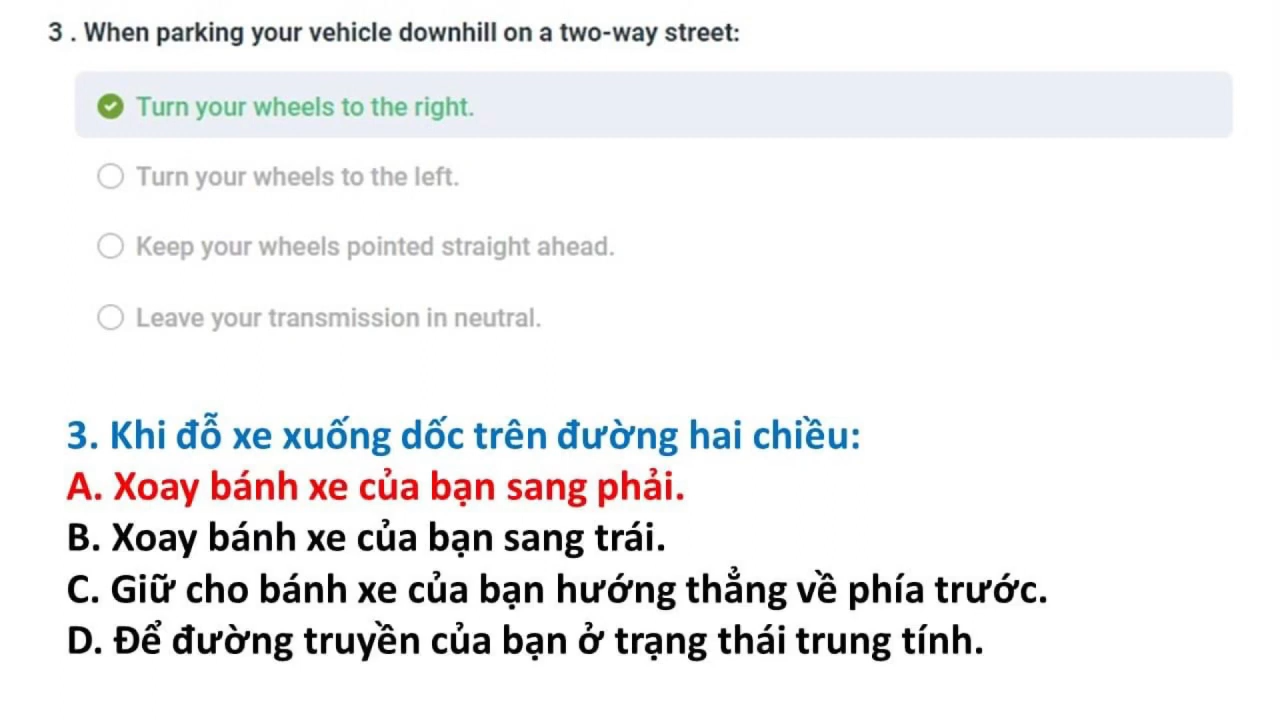 3 . When parking your vehicle downhill on a two-way street:
Turn your wheels to the right.
Turn your wheels to the left.
Keep your wheels pointed straight ahead.
Leave your transmission in neutral.
3. Khi đỗ xe xuống dốc trên đường hai chiều:
A. Xoay bánh xe của bạn sang phải.
B. Xoay bánh xe của bạn sang trái.
C. Giữ cho bánh xe của bạn hướng thẳng về phía trước.
D. Để đường truyền của bạn ở trạng thái trung tính.